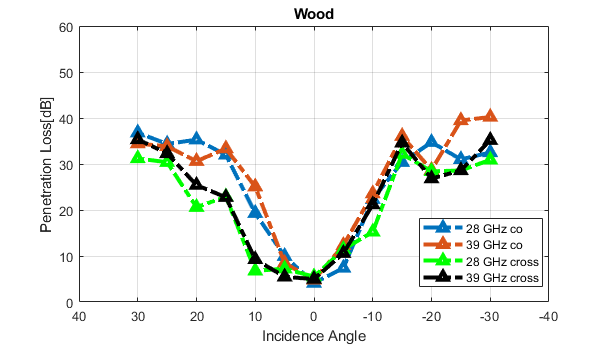 Wood
60
50
40
30
20
10
0
Penetration Loss[dB]
40 30 20 10 0 -10 -20 -30 -40
Incidence Angle
28 GHz co
39 GHz co
28 GHz cross
39 GHz cross